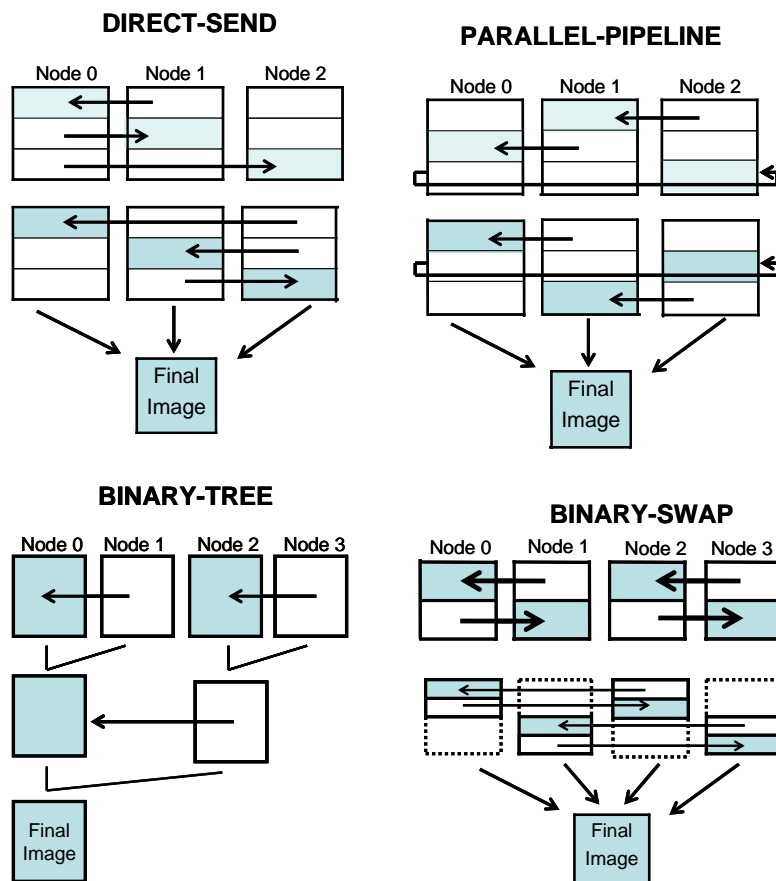 DIRECT-SEND
Node 0 Node 1 Node 2
Final
Image
PARALLEL-PIPELINE
Node 0 Node 1 Node 2
Final
Image
BINARY-TREE
Node 0 Node 1 Node 2 Node 3
Final
Image
BINARY-SWAP
Node 0 Node 1 Node 2 Node 3
Final
Image